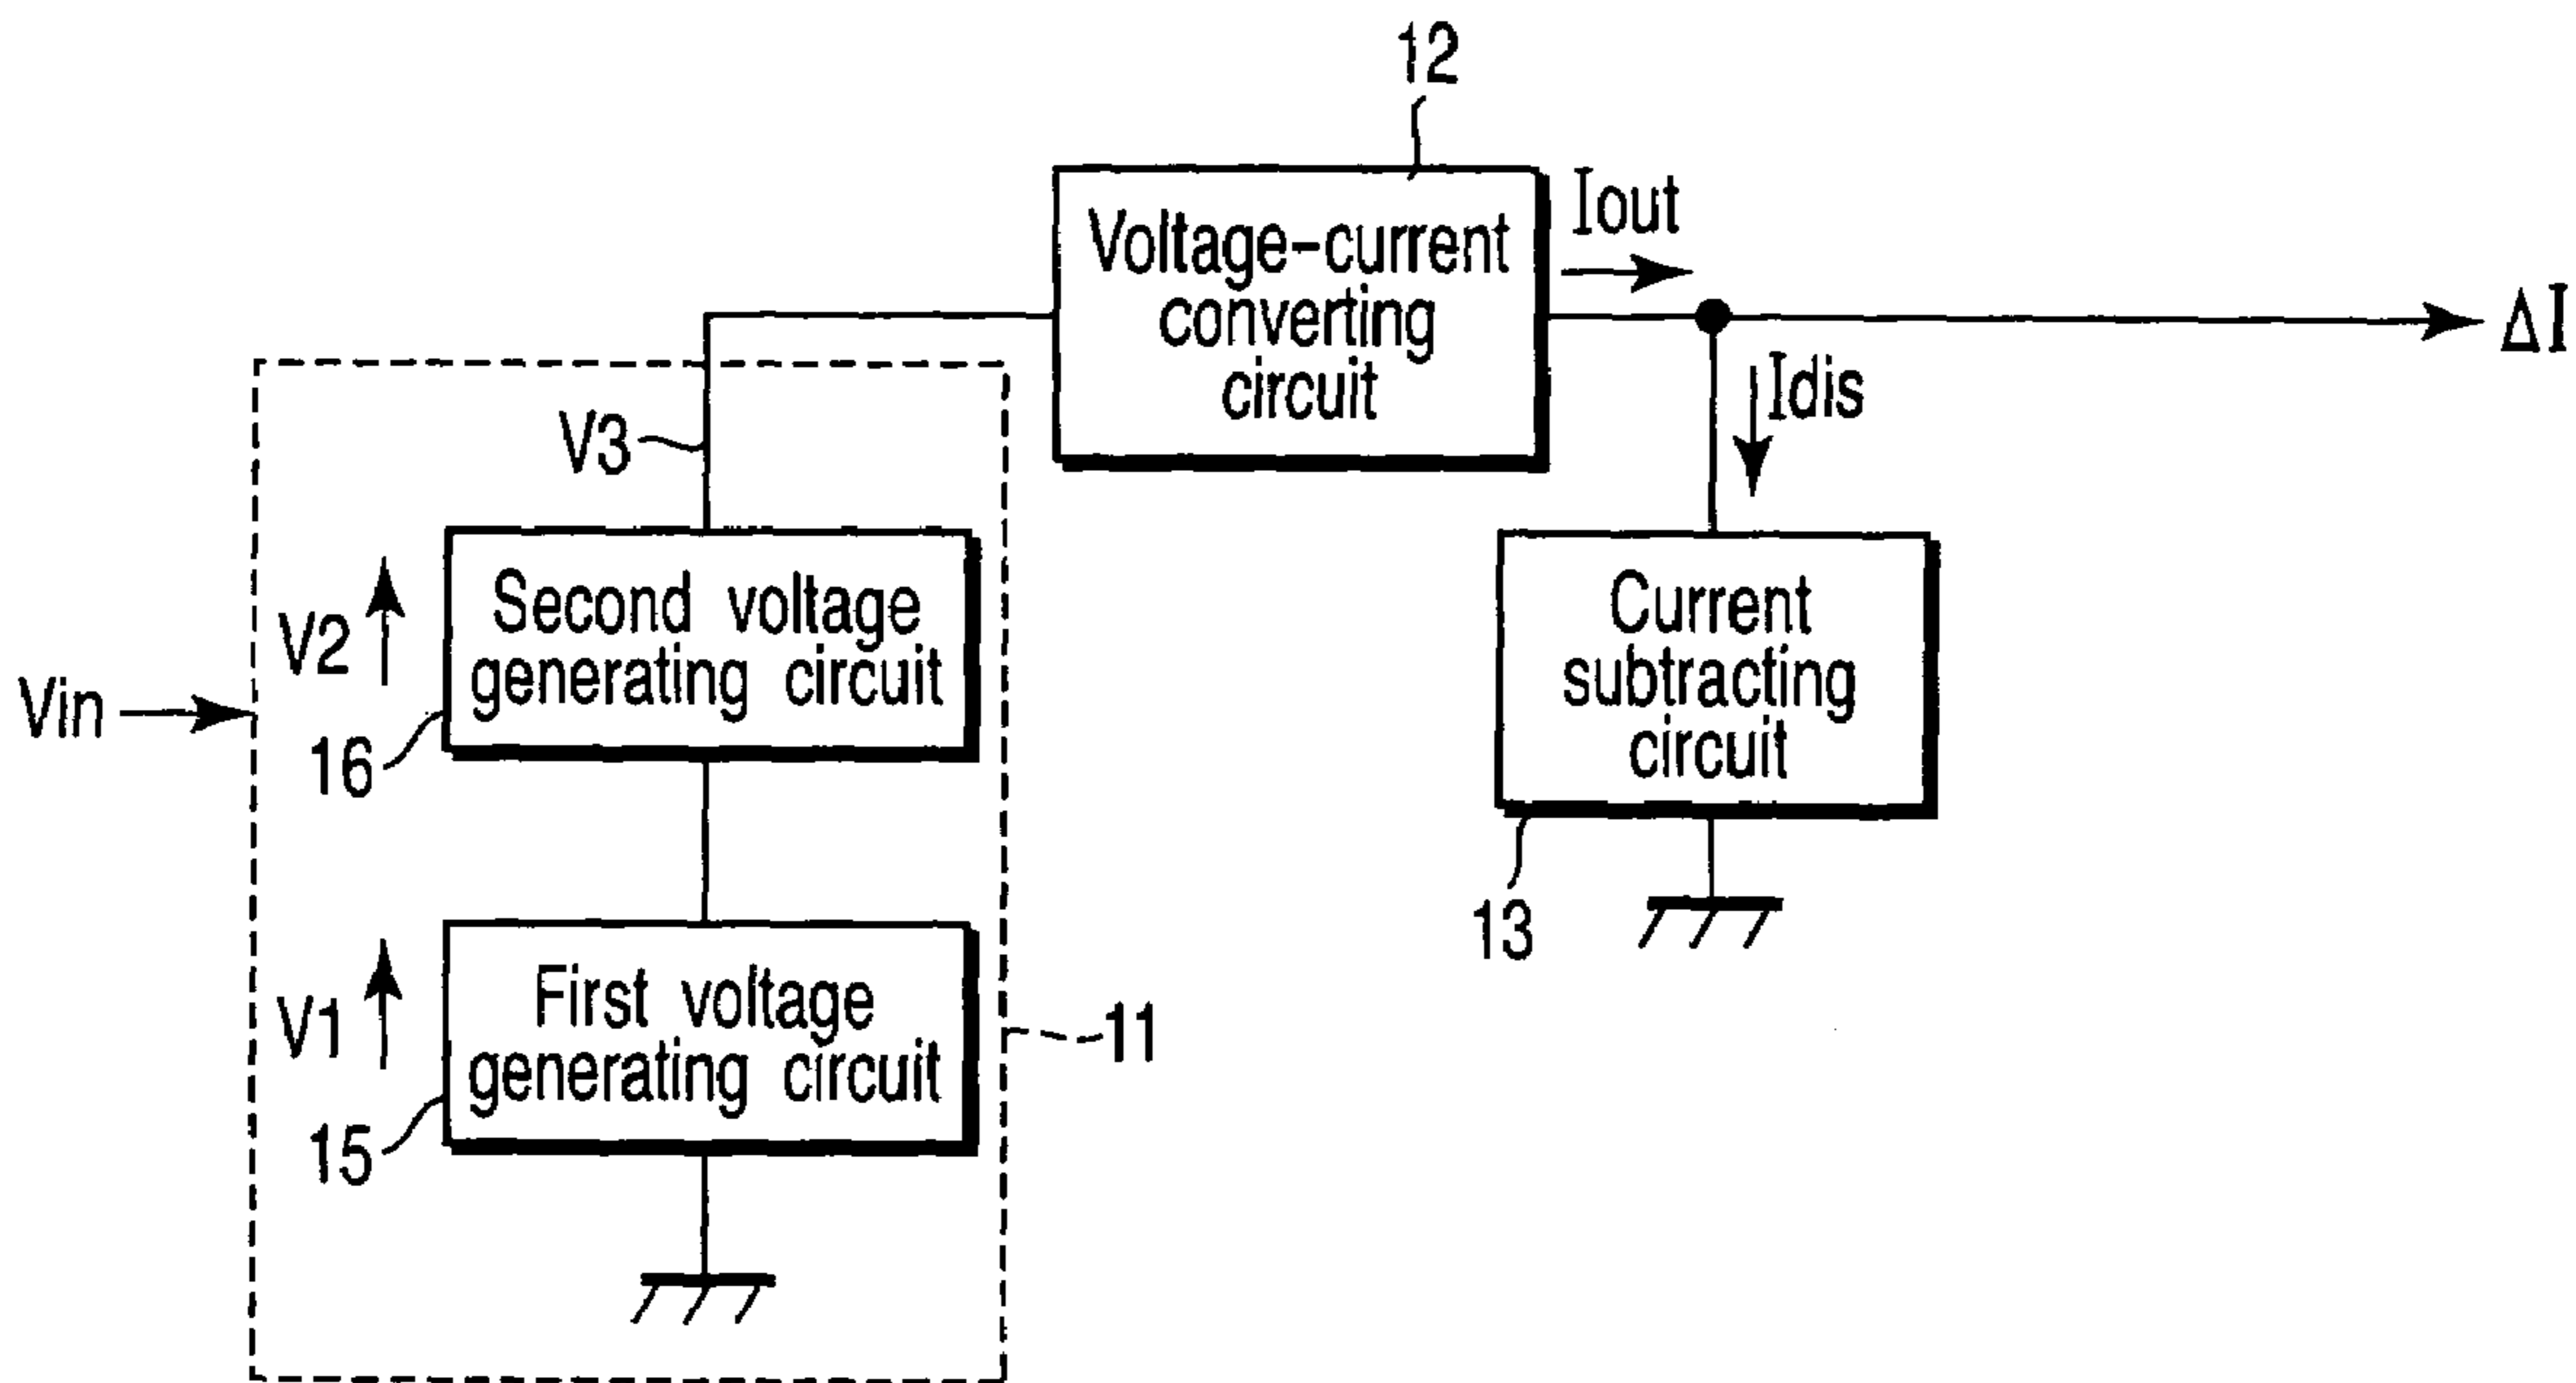 12
Voltage-current
converting
circuit
Iout
ΔI
Idis
V3
Second voltage
generating circuit
V2
16
Vin
Current
subtracting
circuit
13
First voltage
generating circuit
V1
15
11